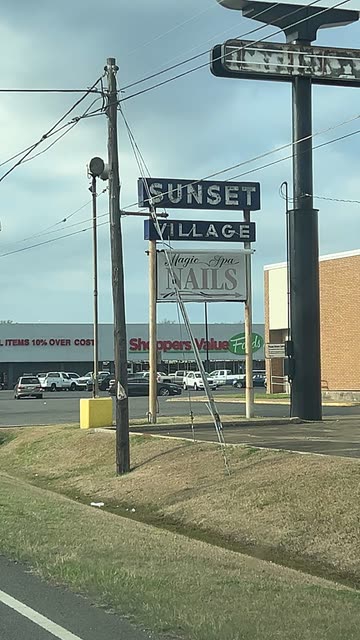 SUNSET
VILLAGE
Magic Spa
NAILS
L ITEMS 10% OVER COST
Shoppers Value Foods